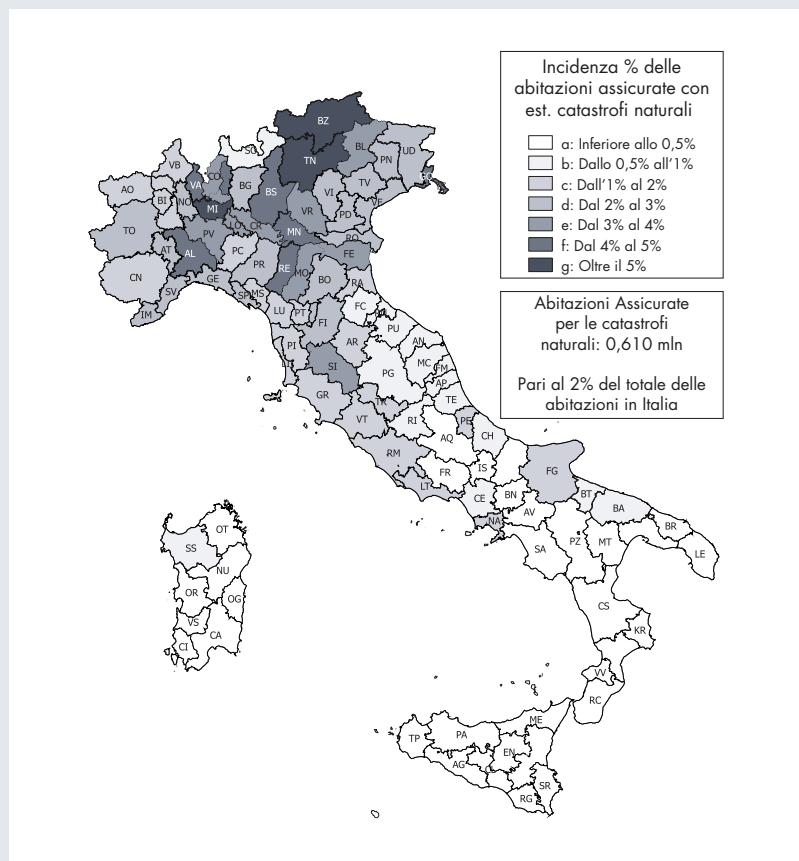 Incidenza % delle
abitazioni assicurate con
est. catastrofi naturali
a: Inferiore allo 0,5%
b: Dallo 0,5% all'1%
c: Dall'1% al 2%
d: Dal 2% al 3%
e: Dal 3% al 4%
f: Dal 4% al 5%
g: Oltre il 5%
Abitazioni Assicurate
per le catastrofi
naturali: 0,610 mln
Pari al 2% del totale delle
abitazioni in Italia
BZ
TN
BL
UD
PN
VB
SO
CO
VA
AO
BI
NO
MI
BG
BS
VI
TV
VE
VR
PD
TO
PV
LO
CR
MN
RO
AT
AL
PC
FE
CN
PR
RE
MO
BO
RA
GE
SV
IM
SP
MS
LU
PT
FI
FC
PU
PI
AR
AN
LI
SI
PG
MC
FM
AP
GR
TE
VT
TR
RI
PE
AQ
CH
RM
FR
IS
FG
LT
CE
BN
BT
BA
NA
AV
SA
PZ
MT
BR
LE
OT
SS
NU
OR
OG
VS
CA
CI
CS
KR
VV
RC
ME
TP
PA
EN
AG
SR
RG